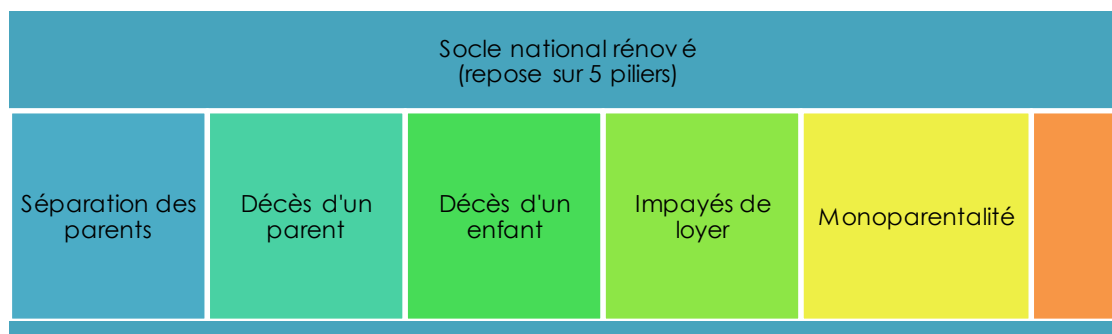 Socle national rénové
(repose sur 5 piliers)
Séparation des
parents
Décès d'un
parent
Décès d'un
enfant
Impayés de
loyer
Monoparentalité